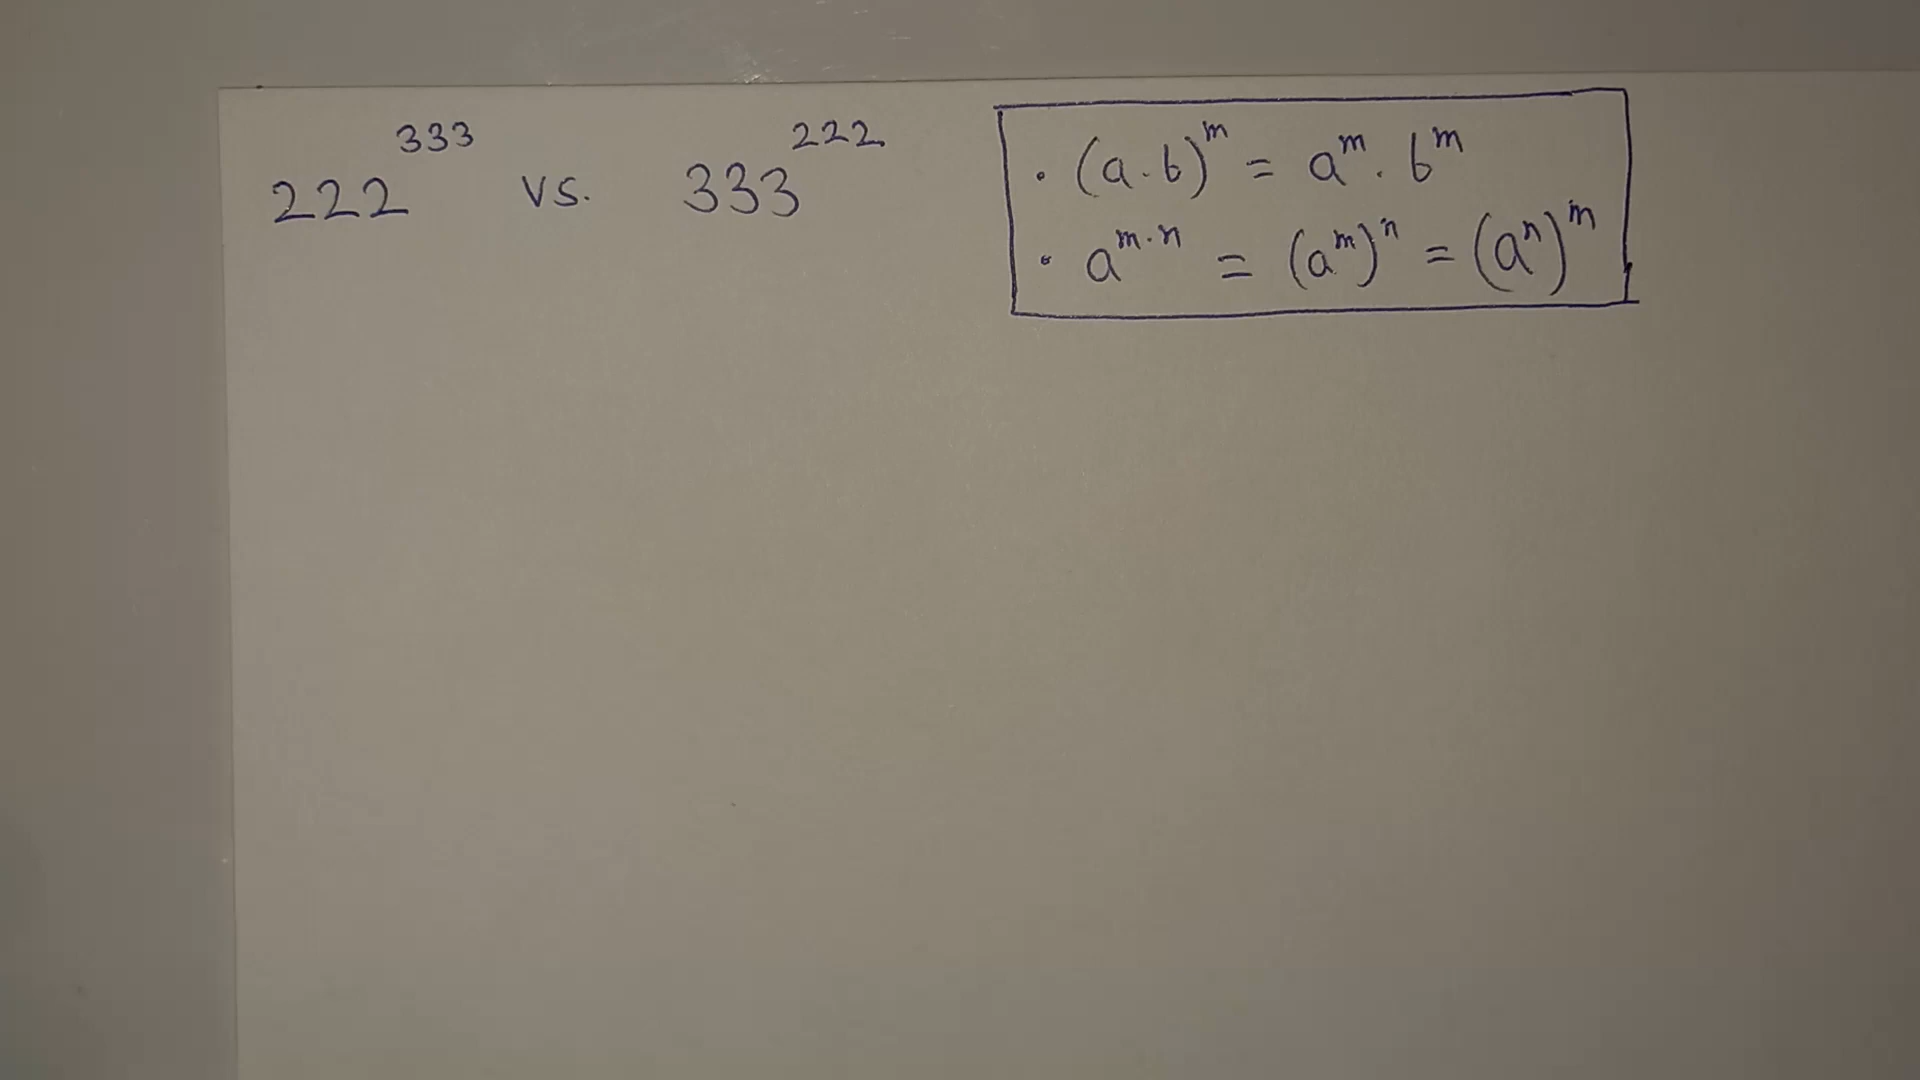 222^333 vs. 333^222
• (a·b)^m = a^m · b^m
• a^m·n = (a^m)^n = (a^n)^m